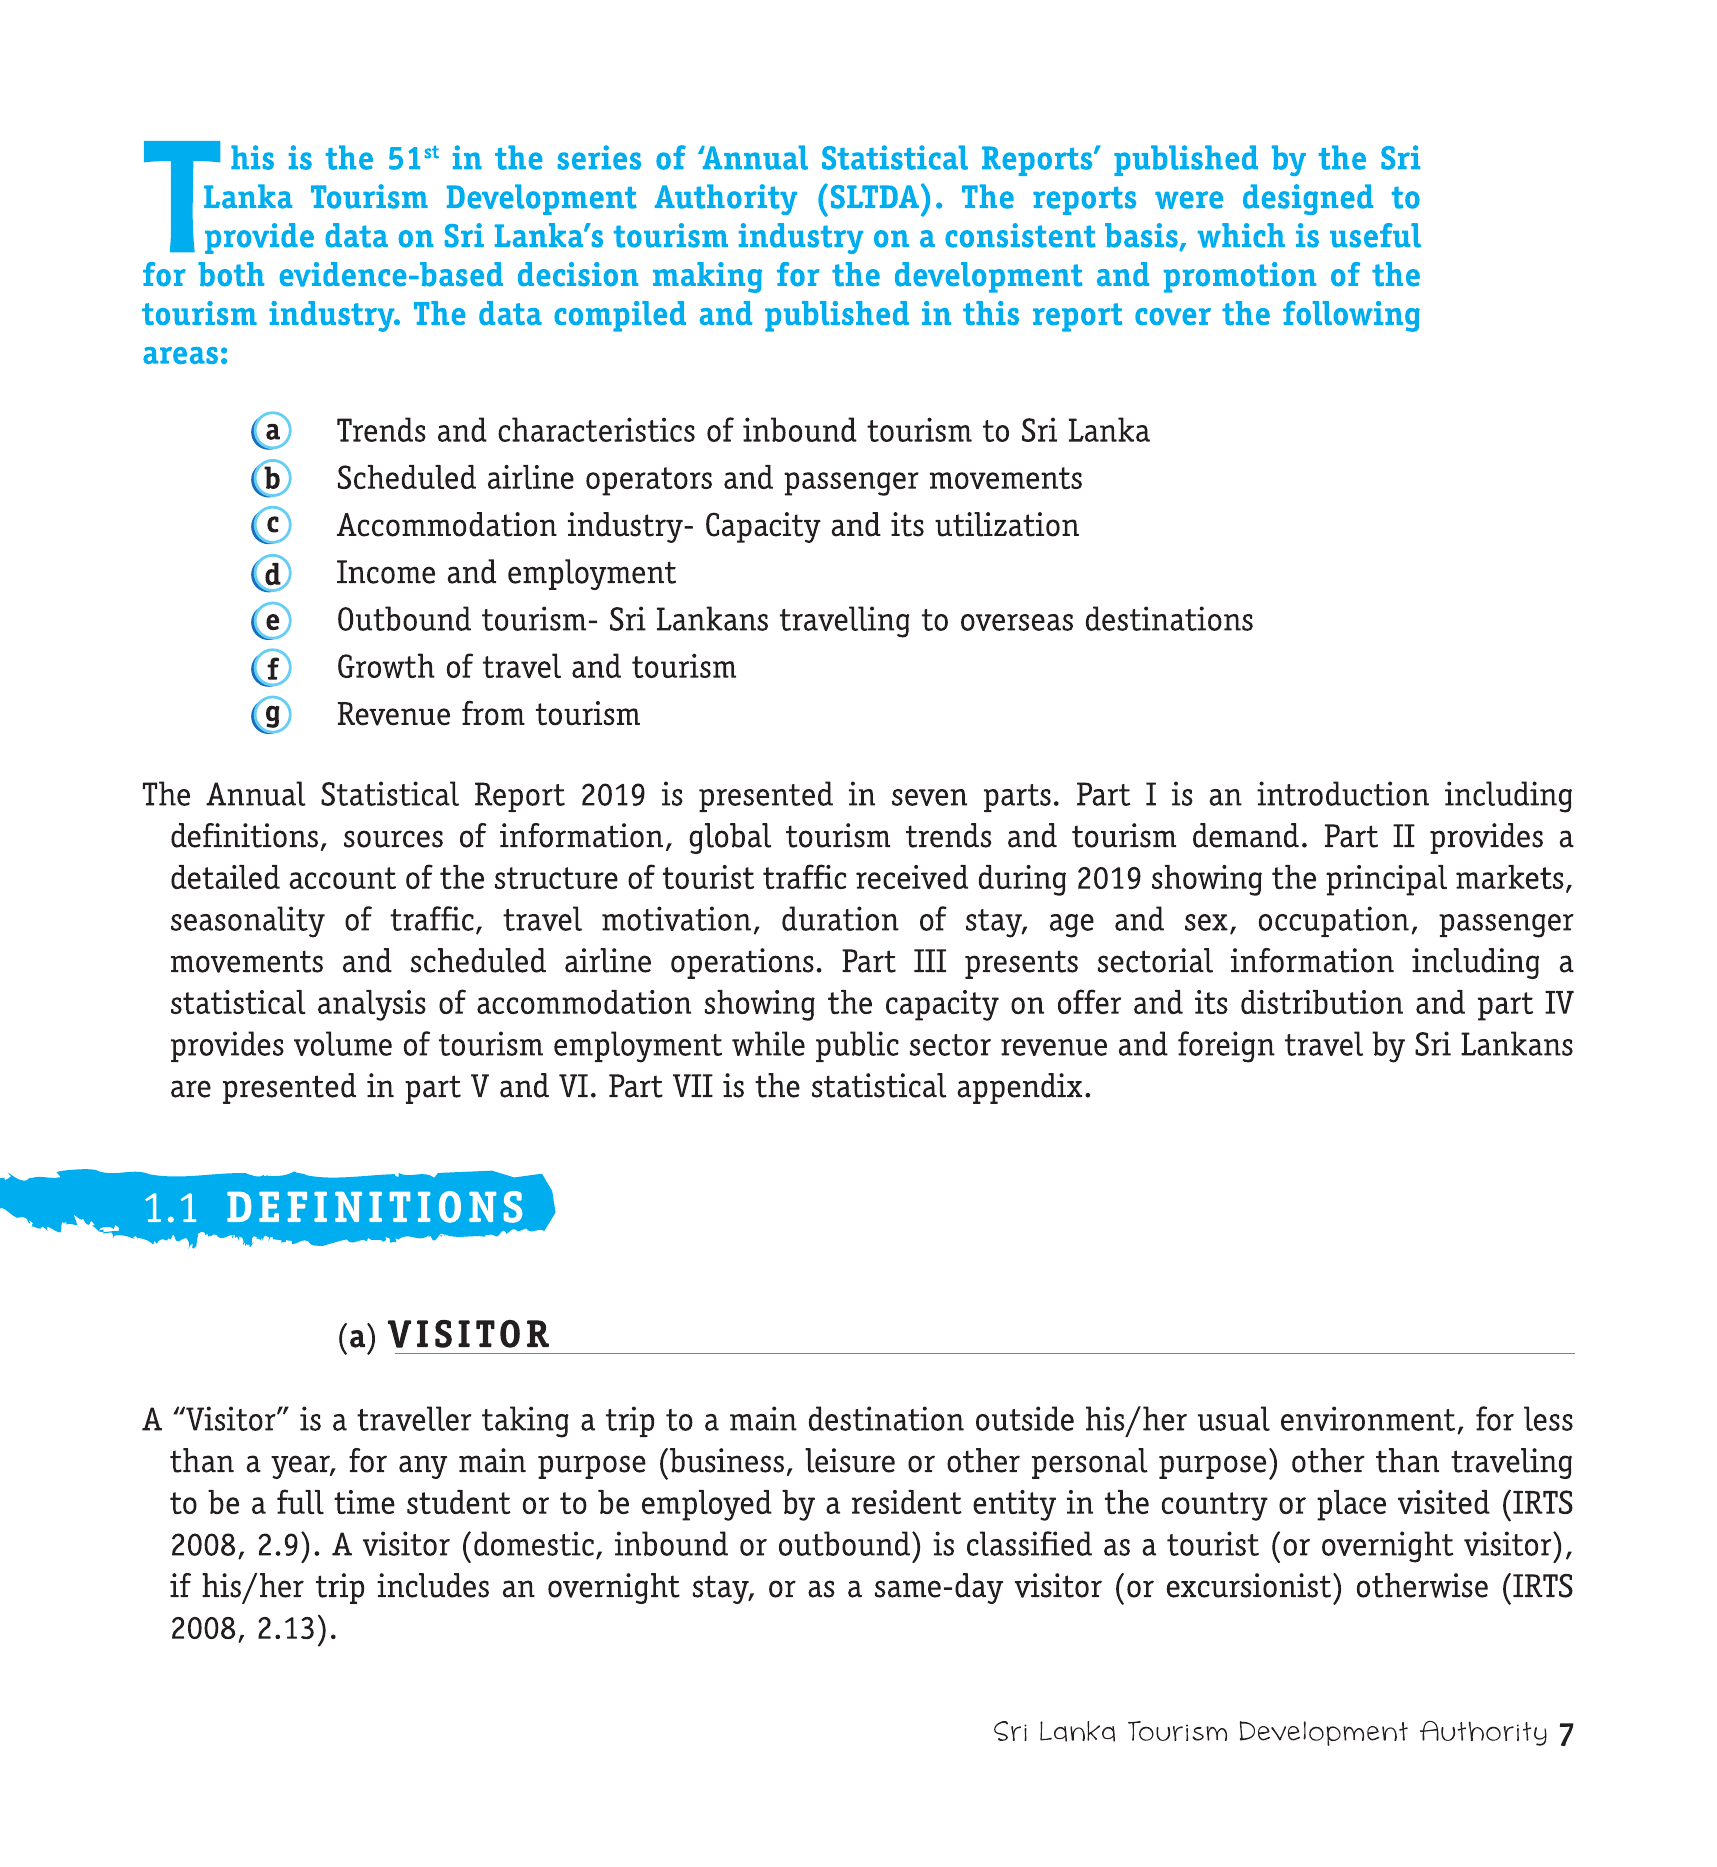 This is the 51st in the series of ‘Annual Statistical Reports’ published by the Sri
Lanka Tourism Development Authority (SLTDA). The reports were designed to
provide data on Sri Lanka’s tourism industry on a consistent basis, which is useful
for both evidence-based decision making for the development and promotion of the
tourism industry. The data compiled and published in this report cover the following
areas:
a Trends and characteristics of inbound tourism to Sri Lanka
b Scheduled airline operators and passenger movements
c Accommodation industry- Capacity and its utilization
d Income and employment
e Outbound tourism- Sri Lankans travelling to overseas destinations
f Growth of travel and tourism
g Revenue from tourism
The Annual Statistical Report 2019 is presented in seven parts. Part I is an introduction including
definitions, sources of information, global tourism trends and tourism demand. Part II provides a
detailed account of the structure of tourist traffic received during 2019 showing the principal markets,
seasonality of traffic, travel motivation, duration of stay, age and sex, occupation, passenger
movements and scheduled airline operations. Part III presents sectorial information including a
statistical analysis of accommodation showing the capacity on offer and its distribution and part IV
provides volume of tourism employment while public sector revenue and foreign travel by Sri Lankans
are presented in part V and VI. Part VII is the statistical appendix.
1.1 DEFINITIONS
(a) VISITOR
A “Visitor” is a traveller taking a trip to a main destination outside his/her usual environment, for less
than a year, for any main purpose (business, leisure or other personal purpose) other than traveling
to be a full time student or to be employed by a resident entity in the country or place visited (IRTS
2008, 2.9). A visitor (domestic, inbound or outbound) is classified as a tourist (or overnight visitor),
if his/her trip includes an overnight stay, or as a same-day visitor (or excursionist) otherwise (IRTS
2008, 2.13).
Sri Lanka Tourism Development Authority 7